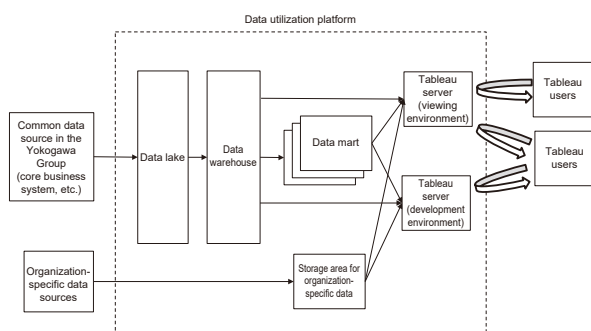 Data utilization platform
Common data
source in the
Yokogawa
Group
(core business
system, etc.)
Data lake
Data
warehouse
Data mart
Tableau
server
(viewing
environment)
Tableau
users
Tableau
users
Tableau
server
(development
environment)
Organization-
specific data
sources
Storage area for
organization-
specific data